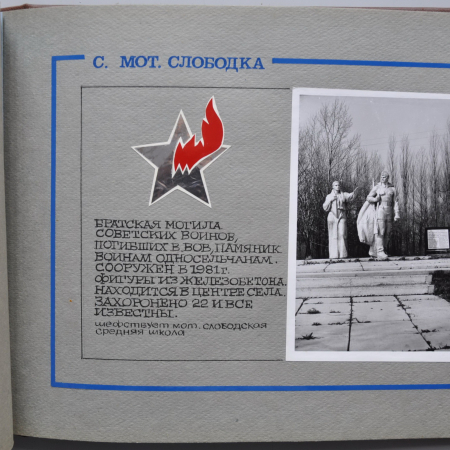 С. МОТ. СЛОБОДКА
БРАТСКАЯ МОГИЛА
СОВЕТСКИХ ВОИНОВ,
ПОГИБШИХ В ВОВ, ПАМЯНИК
ВОИНАМ ОДНОСЕЛЬЧАНАМ.
СООРУЖЕН В 1981 г.
ФИГУРЫ ИЗ ЖЕЛЕЗОБЕТОНА.
НАХОДИТСЯ В ЦЕНТРЕ СЕЛА.
ЗАХОРОНЕНО 22 И ВСЕ
ИЗВЕСТНЫ.
шефствует мот. слободская
средняя школа